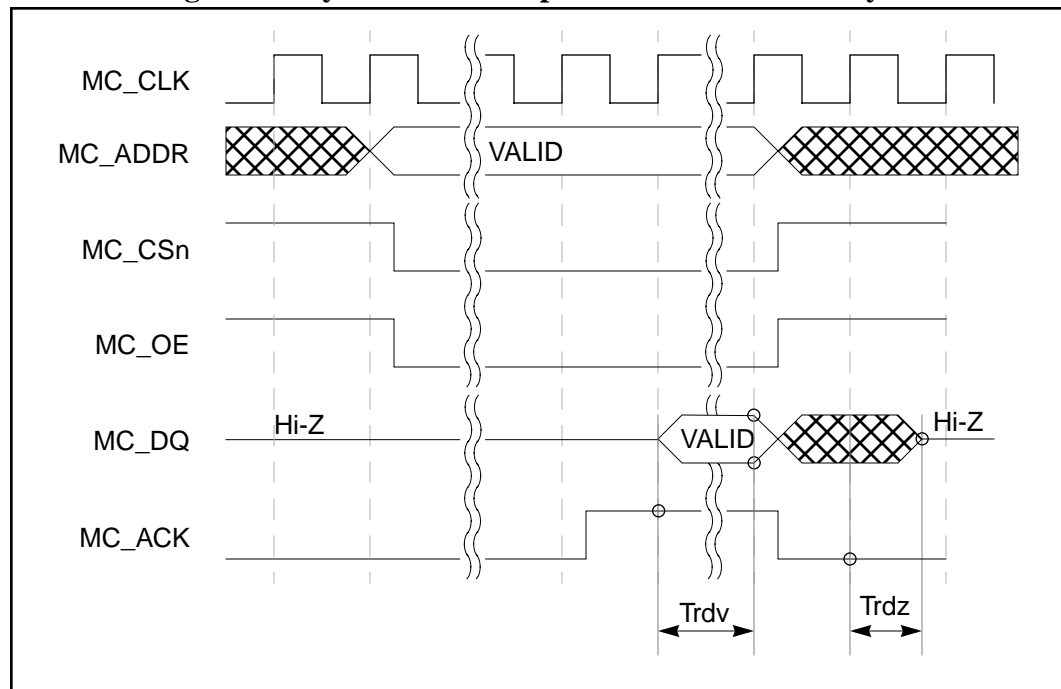 MC_CLK
MC_ADDR
VALID
MC_CSn
MC_OE
MC_DQ
Hi-Z
VALID
Hi-Z
MC_ACK
Trdv
Trdz